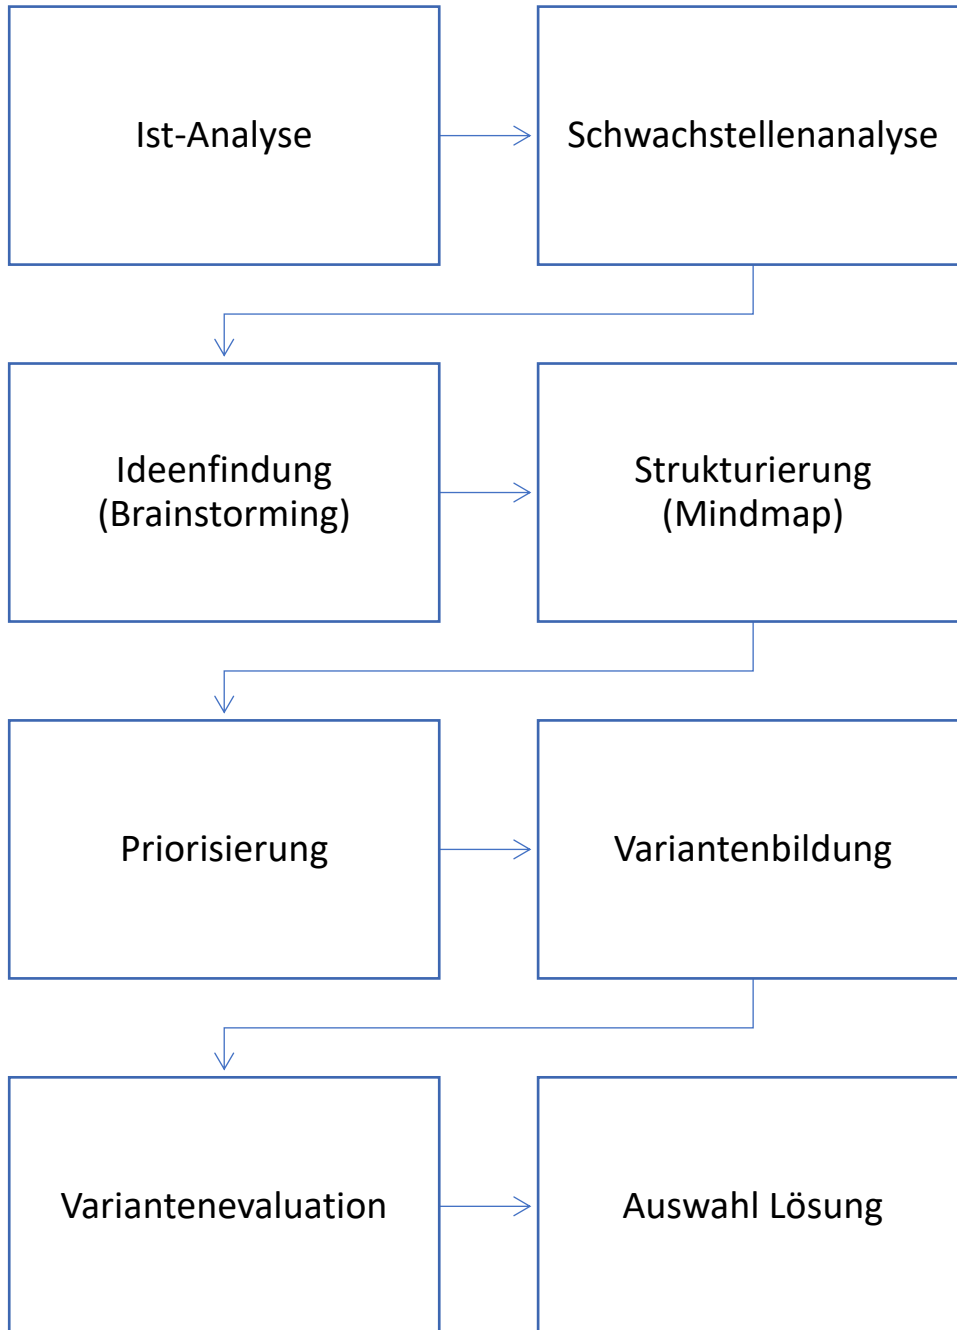 Ist-Analyse
Schwachstellenanalyse
Ideenfindung
(Brainstorming)
Strukturierung
(Mindmap)
Priorisierung
Variantenbildung
Variantenevaluation
Auswahl Lösung